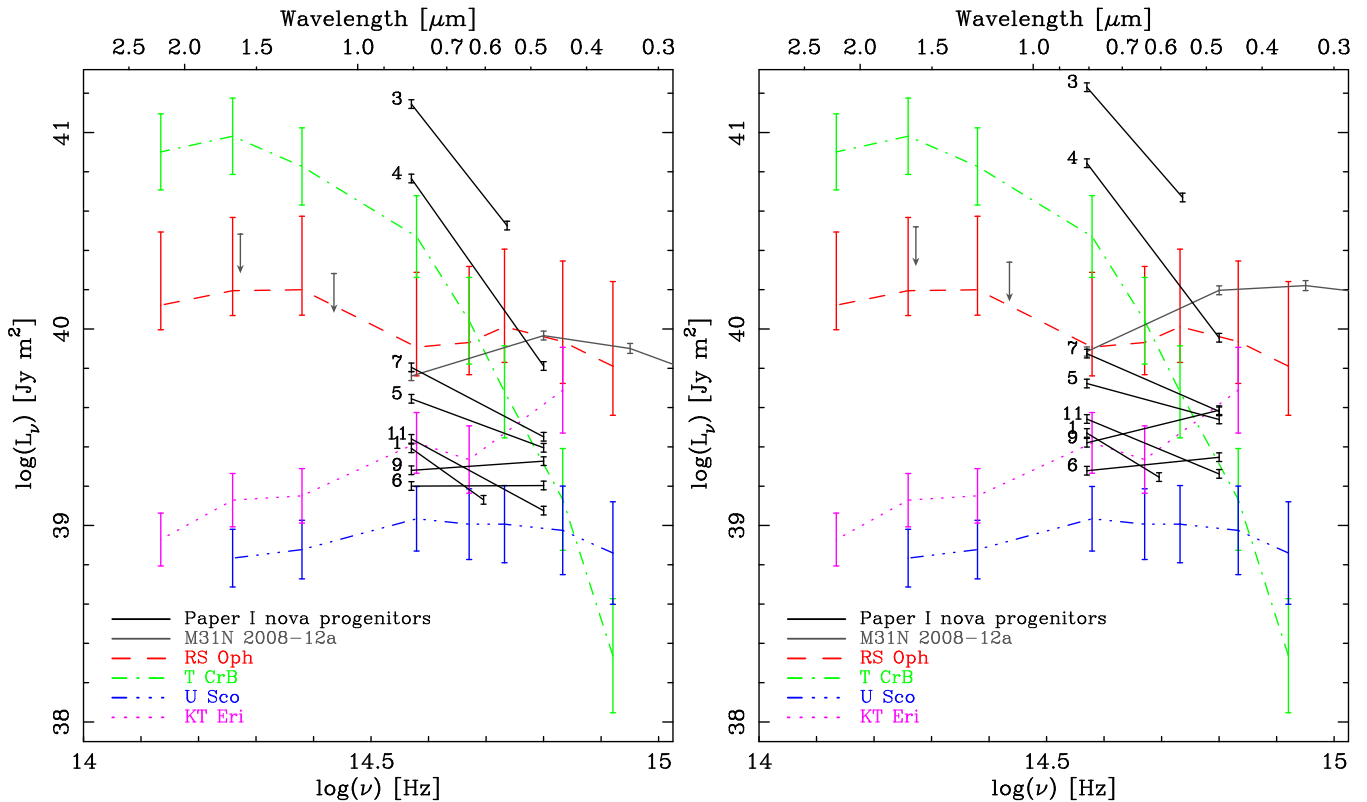 Wavelength [μm]
2.5 2.0 1.5 1.0 0.7 0.6 0.5 0.4 0.3
log(Lν) [Jy m²]
41
40
39
38
3
4
7
5
11
1
9
6
Paper I nova progenitors
M31N 2008−12a
RS Oph
T CrB
U Sco
KT Eri
14 14.5 15
log(ν) [Hz]
Wavelength [μm]
2.5 2.0 1.5 1.0 0.7 0.6 0.5 0.4 0.3
log(Lν) [Jy m²]
41
40
39
38
3
4
7
5
11
1
9
6
Paper I nova progenitors
M31N 2008−12a
RS Oph
T CrB
U Sco
KT Eri
14 14.5 15
log(ν) [Hz]